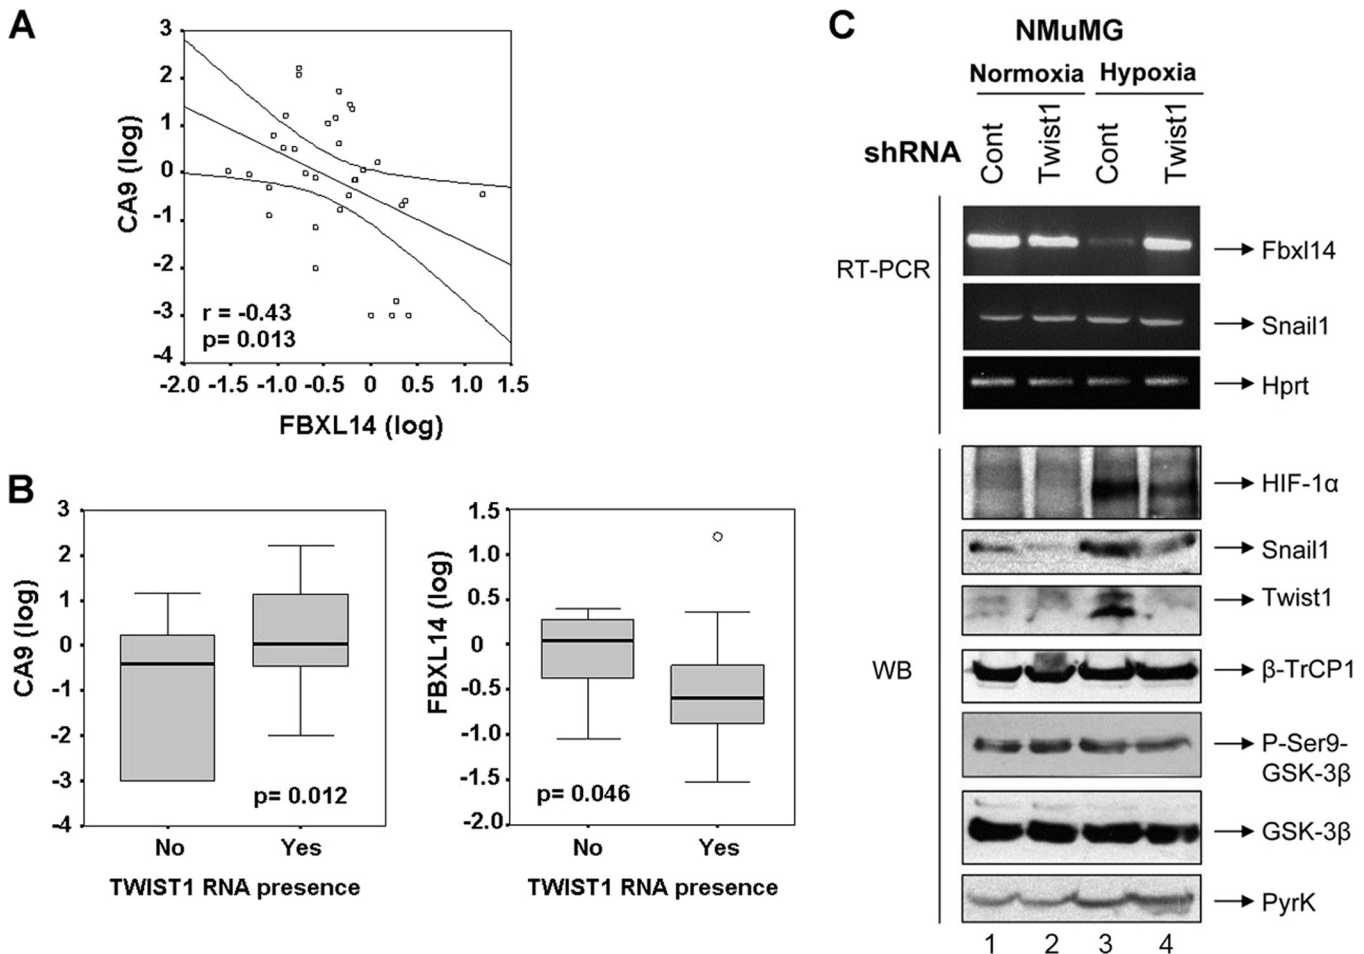 A
3
2
1
0
-1
-2
-3
-4
CA9 (log)
r = -0.43
p= 0.013
-2.0 -1.5 -1.0 -0.5 0 0.5 1.0 1.5
FBXL14 (log)
B
3
2
1
0
-1
-2
-3
-4
CA9 (log)
p= 0.012
No Yes
TWIST1 RNA presence
1.5
1.0
0.5
0
-0.5
-1.0
-1.5
-2.0
FBXL14 (log)
p= 0.046
No Yes
TWIST1 RNA presence
C
NMuMG
Normoxia Hypoxia
shRNA Cont Twist1 Cont Twist1
RT-PCR
Fbxl14
Snail1
Hprt
WB
HIF-1α
Snail1
Twist1
β-TrCP1
P-Ser9-
GSK-3β
GSK-3β
PyrK
1 2 3 4